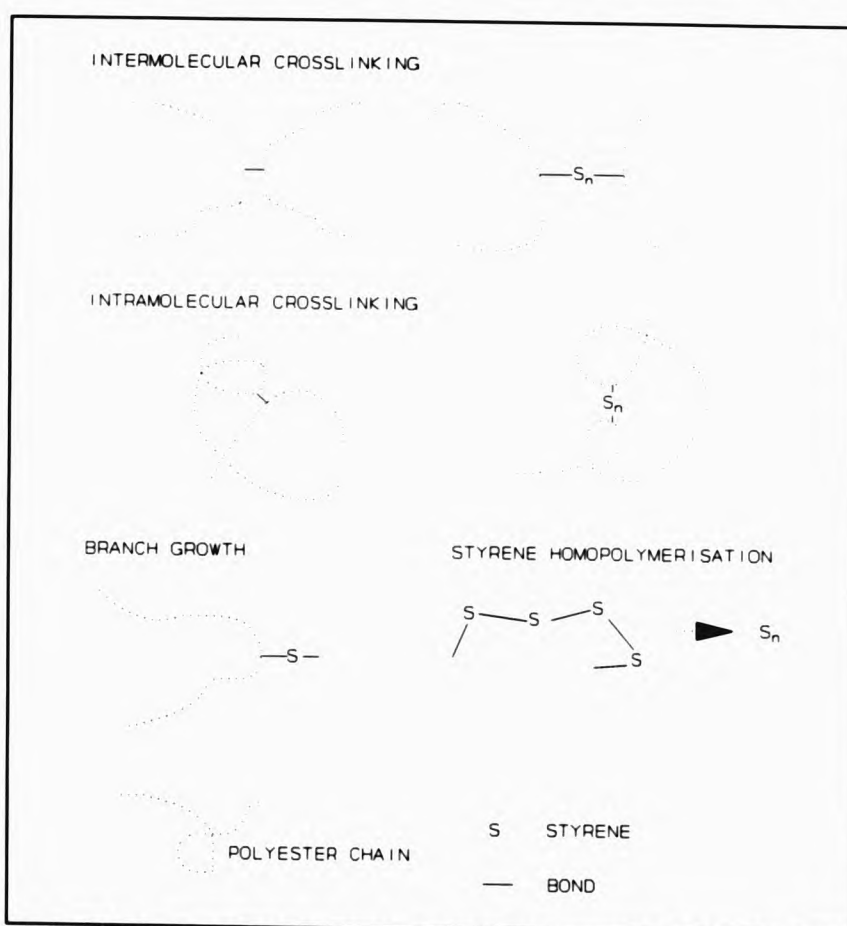 INTERMOLECULAR CROSSLINKING
—Sₙ—
INTRAMOLECULAR CROSSLINKING
Sₙ
BRANCH GROWTH
STYRENE HOMOPOLYMERISATION
S S S S Sₙ
—S—
POLYESTER CHAIN
S STYRENE
— BOND